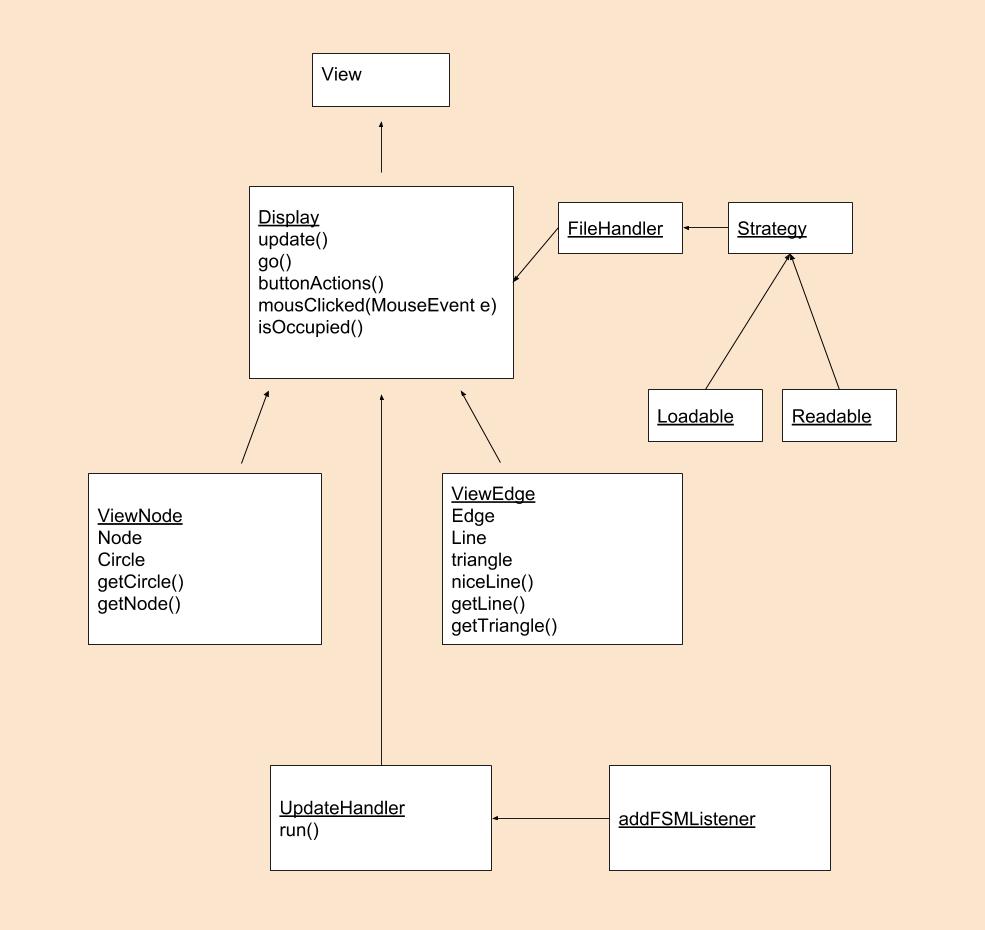 View
Display
update()
go()
buttonActions()
mousClicked(MouseEvent e)
isOccupied()
FileHandler
Strategy
Loadable
Readable
ViewNode
Node
Circle
getCircle()
getNode()
ViewEdge
Edge
Line
triangle
niceLine()
getLine()
getTriangle()
UpdateHandler
run()
addFSMListener